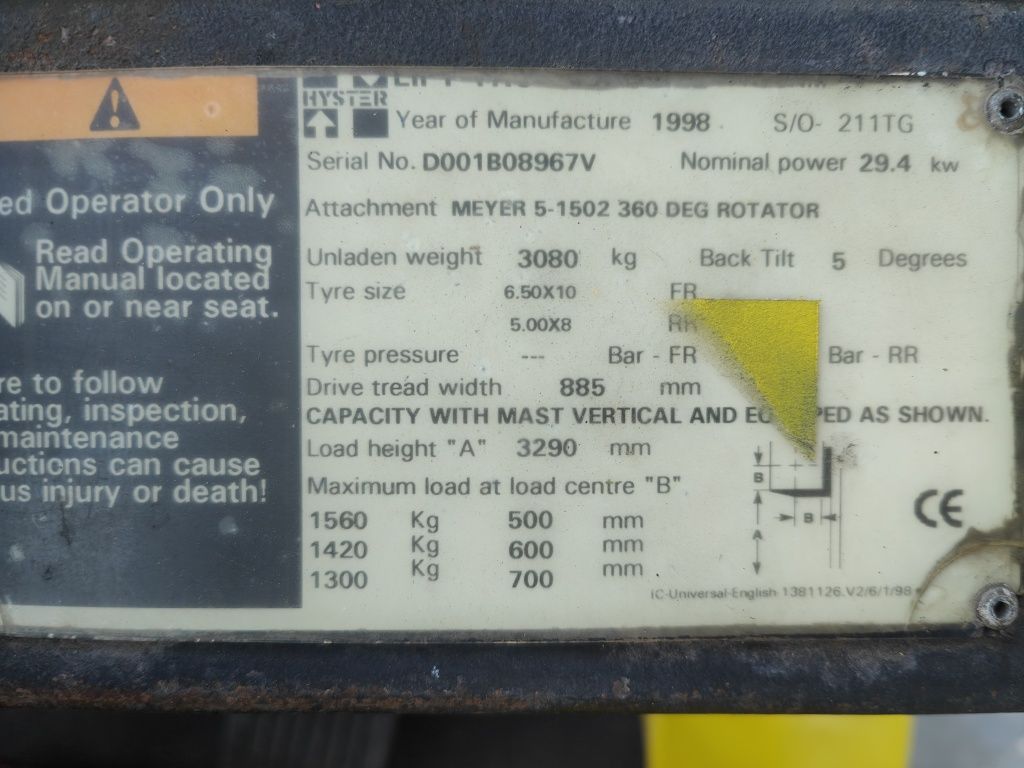 HYSTER
Year of Manufacture 1998 S/O- 211TG
Serial No. D001B08967V Nominal power 29.4 kw
Attachment MEYER 5-1502 360 DEG ROTATOR
Unladen weight 3080 kg Back Tilt 5 Degrees
Tyre size 6.50X10 FR
5.00X8 RR
Tyre pressure --- Bar - FR Bar - RR
Drive tread width 885 mm
CAPACITY WITH MAST VERTICAL AND AS SHOWN.
Load height "A" 3290 mm
Maximum load at load centre "B"
1560 Kg 500 mm
1420 Kg 600 mm
1300 Kg 700 mm
B
B
A
CE
IC-Universal-English 1381126.V2/6/1/98
ed Operator Only
Read Operating
Manual located
on or near seat.
re to follow
ating, inspection,
maintenance
uctions can cause
us injury or death!